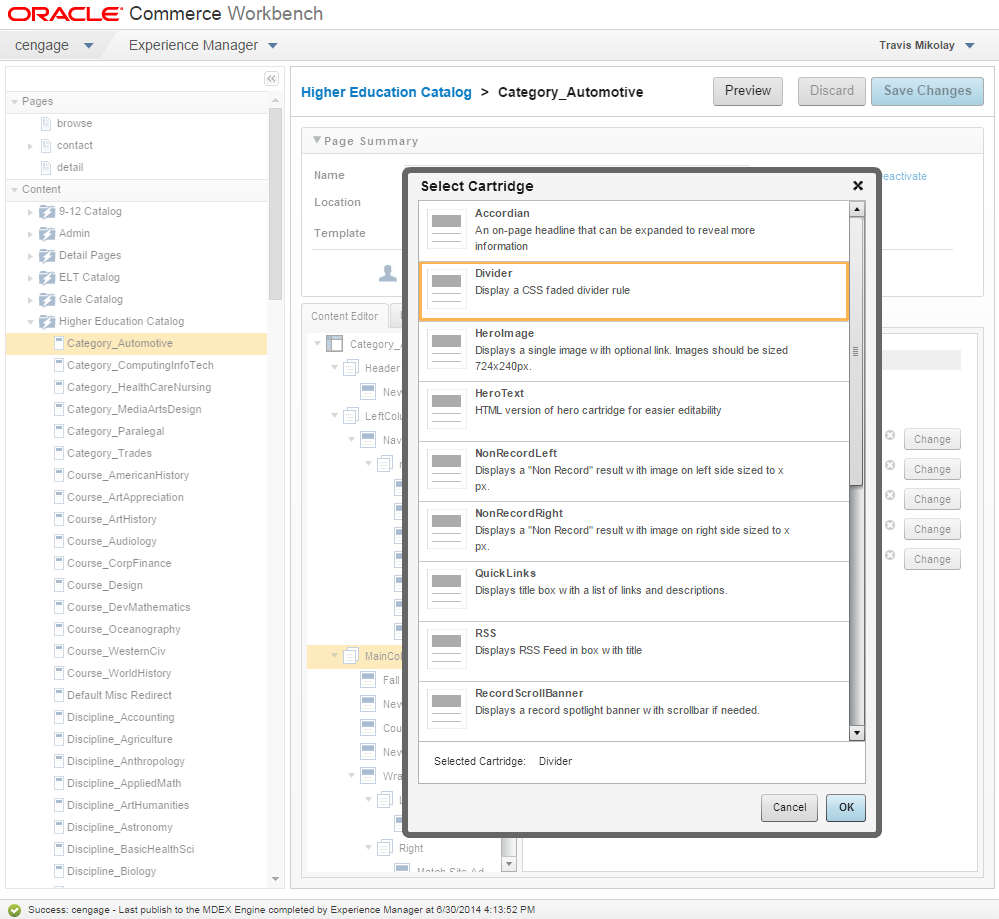 ORACLE Commerce Workbench
cengage Experience Manager Travis Mikolay
Pages
browse
contact
detail
Content
9-12 Catalog
Admin
Detail Pages
ELT Catalog
Gale Catalog
Higher Education Catalog
Category_Automotive
Category_ComputingInfoTech
Category_HealthCareNursing
Category_MediaArtsDesign
Category_Paralegal
Category_Trades
Course_AmericanHistory
Course_ArtAppreciation
Course_ArtHistory
Course_Audiology
Course_CorpFinance
Course_Design
Course_DevMathematics
Course_Oceanography
Course_WesternCiv
Course_WorldHistory
Default Misc Redirect
Discipline_Accounting
Discipline_Agriculture
Discipline_Anthropology
Discipline_AppliedMath
Discipline_ArtHumanities
Discipline_Astronomy
Discipline_BasicHealthSci
Discipline_Biology
Higher Education Catalog > Category_Automotive
Preview Discard Save Changes
Page Summary
Name
Location
Template
eactivate
Content Editor
Category_
Header
New
LeftColu
Nav
MainCol
Fall
New
Cou
New
Wra
L
Right
Match Site Ad
Change
Change
Change
Change
Change
Select Cartridge
Accordian
An on-page headline that can be expanded to reveal more
information
Divider
Display a CSS faded divider rule
HeroImage
Displays a single image with optional link. Images should be sized
724x240px.
HeroText
HTML version of hero cartridge for easier editability
NonRecordLeft
Displays a "Non Record" result with image on left side sized to x
px.
NonRecordRight
Displays a "Non Record" result with image on right side sized to x
px.
QuickLinks
Displays title box with a list of links and descriptions.
RSS
Displays RSS Feed in box with title
RecordScrollBanner
Displays a record spotlight banner with scrollbar if needed.
Selected Cartridge: Divider
Cancel OK
Success: cengage - Last publish to the MDEX Engine completed by Experience Manager at 6/30/2014 4:13:52 PM